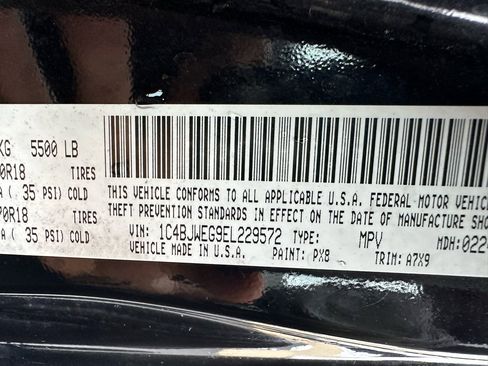 KG 5500 LB
0R18 TIRES
A ( 35 PSI) COLD
70R18 TIRES
A ( 35 PSI) COLD
THIS VEHICLE CONFORMS TO ALL APPLICABLE U.S.A. FEDERAL MOTOR VEHIC
THEFT PREVENTION STANDARDS IN EFFECT ON THE DATE OF MANUFACTURE SHO
VIN: 1C4BJWEG9EL229572 TYPE: MPV MDH:022
VEHICLE MADE IN U.S.A. PAINT: PX8 TRIM: A7X9